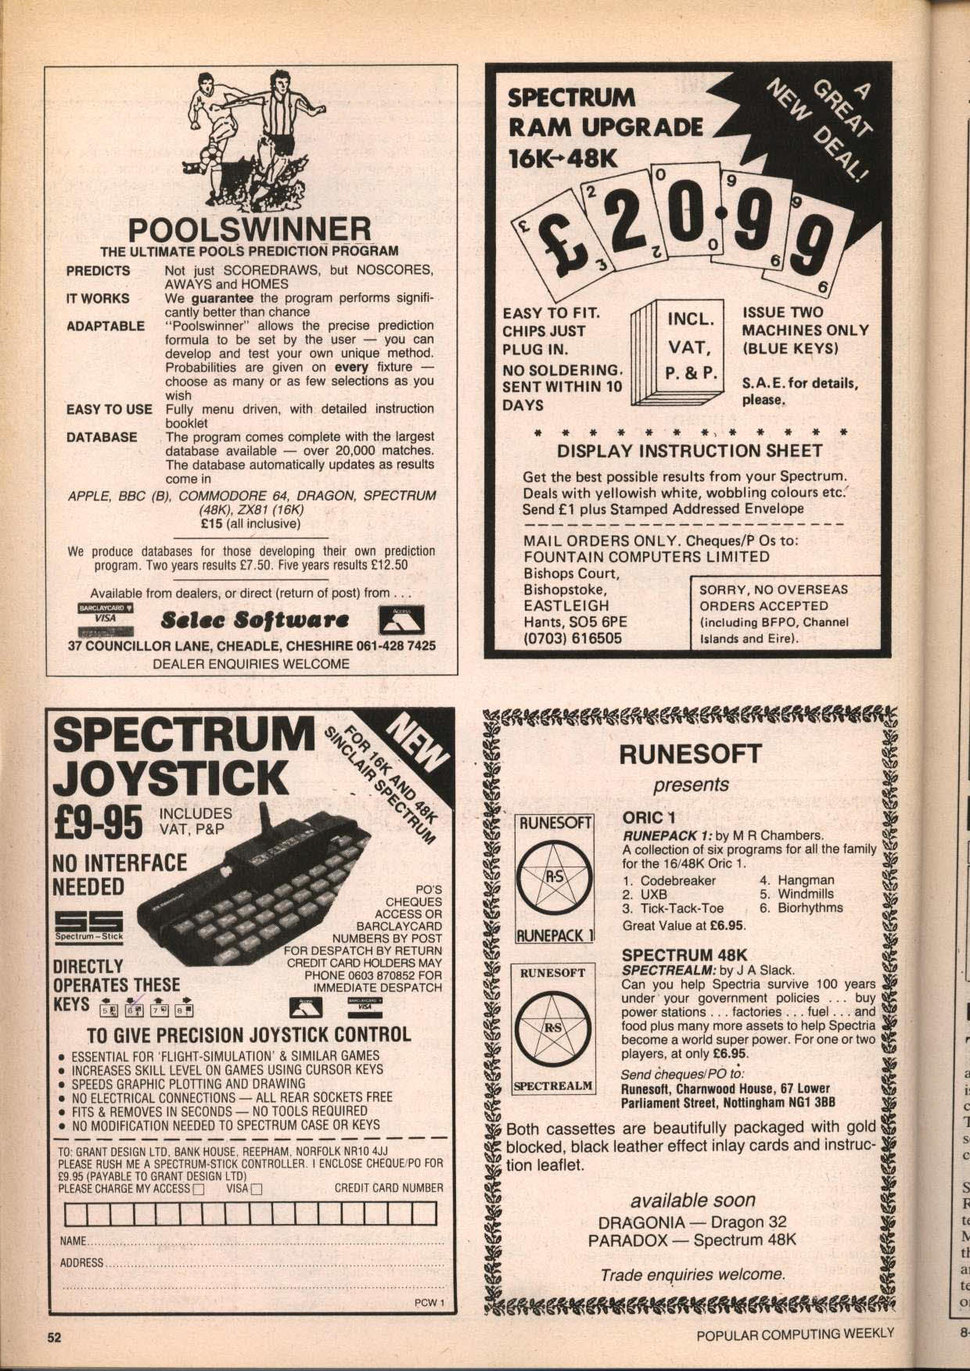 POOLSWINNER
THE ULTIMATE POOLS PREDICTION PROGRAM
PREDICTS Not just SCOREDRAWS, but NOSCORES,
AWAYS and HOMES
IT WORKS We guarantee the program performs signifi-
cantly better than chance
ADAPTABLE "Poolswinner" allows the precise prediction
formula to be set by the user — you can
develop and test your own unique method.
Probabilities are given on every fixture —
choose as many or as few selections as you
wish
EASY TO USE Fully menu driven, with detailed instruction
booklet
DATABASE The program comes complete with the largest
database available — over 20,000 matches.
The database automatically updates as results
come in
APPLE, BBC (B), COMMODORE 64, DRAGON, SPECTRUM
(48K), ZX81 (16K)
£15 (all inclusive)
We produce databases for those developing their own prediction
program. Two years results £7.50. Five years results £12.50
Available from dealers, or direct (return of post) from . . .
BARCLAYCARD
VISA
Selec Software
Access
37 COUNCILLOR LANE, CHEADLE, CHESHIRE 061-428 7425
DEALER ENQUIRIES WELCOME
SPECTRUM
RAM UPGRADE
16K→48K
A
GREAT
NEW DEAL!
£20·99
EASY TO FIT.
CHIPS JUST
PLUG IN.
NO SOLDERING.
SENT WITHIN 10
DAYS
INCL.
VAT,
P. & P.
ISSUE TWO
MACHINES ONLY
(BLUE KEYS)
S.A.E. for details,
please.
* * * * * * * * * * * *
DISPLAY INSTRUCTION SHEET
Get the best possible results from your Spectrum.
Deals with yellowish white, wobbling colours etc.
Send £1 plus Stamped Addressed Envelope
MAIL ORDERS ONLY. Cheques/P Os to:
FOUNTAIN COMPUTERS LIMITED
Bishops Court,
Bishopstoke,
EASTLEIGH
Hants, SO5 6PE
(0703) 616505
SORRY, NO OVERSEAS
ORDERS ACCEPTED
(including BFPO, Channel
Islands and Eire).
SPECTRUM
JOYSTICK
NEW
FOR 16K AND 48K
SINCLAIR SPECTRUM
£9-95 INCLUDES
VAT, P&P
NO INTERFACE
NEEDED
SS
Spectrum-Stick
PO'S
CHEQUES
ACCESS OR
BARCLAYCARD
NUMBERS BY POST
FOR DESPATCH BY RETURN
CREDIT CARD HOLDERS MAY
PHONE 0603 870852 FOR
IMMEDIATE DESPATCH
DIRECTLY
OPERATES THESE
KEYS 5 6 7 8
BARCLAYCARD
VISA
TO GIVE PRECISION JOYSTICK CONTROL
● ESSENTIAL FOR 'FLIGHT-SIMULATION' & SIMILAR GAMES
● INCREASES SKILL LEVEL ON GAMES USING CURSOR KEYS
● SPEEDS GRAPHIC PLOTTING AND DRAWING
● NO ELECTRICAL CONNECTIONS — ALL REAR SOCKETS FREE
● FITS & REMOVES IN SECONDS — NO TOOLS REQUIRED
● NO MODIFICATION NEEDED TO SPECTRUM CASE OR KEYS
TO: GRANT DESIGN LTD, BANK HOUSE, REEPHAM, NORFOLK NR10 4JJ
PLEASE RUSH ME A SPECTRUM-STICK CONTROLLER. I ENCLOSE CHEQUE/PO FOR
£9.95 (PAYABLE TO GRANT DESIGN LTD)
PLEASE CHARGE MY ACCESS □ VISA □ CREDIT CARD NUMBER
NAME
ADDRESS
PCW 1
RUNESOFT
presents
RUNESOFT
R·S
RUNEPACK 1
ORIC 1
RUNEPACK 1: by M R Chambers.
A collection of six programs for all the family
for the 16/48K Oric 1.
1. Codebreaker 4. Hangman
2. UXB 5. Windmills
3. Tick-Tack-Toe 6. Biorhythms
Great Value at £6.95.
RUNESOFT
R·S
SPECTREALM
SPECTRUM 48K
SPECTREALM: by J A Slack.
Can you help Spectria survive 100 years
under your government policies . . . buy
power stations . . . factories . . . fuel . . . and
food plus many more assets to help Spectria
become a world super power. For one or two
players, at only £6.95.
Send cheques/PO to:
Runesoft, Charnwood House, 67 Lower
Parliament Street, Nottingham NG1 3BB
Both cassettes are beautifully packaged with gold
blocked, black leather effect inlay cards and instruc-
tion leaflet.
available soon
DRAGONIA — Dragon 32
PARADOX — Spectrum 48K
Trade enquiries welcome.
52
POPULAR COMPUTING WEEKLY